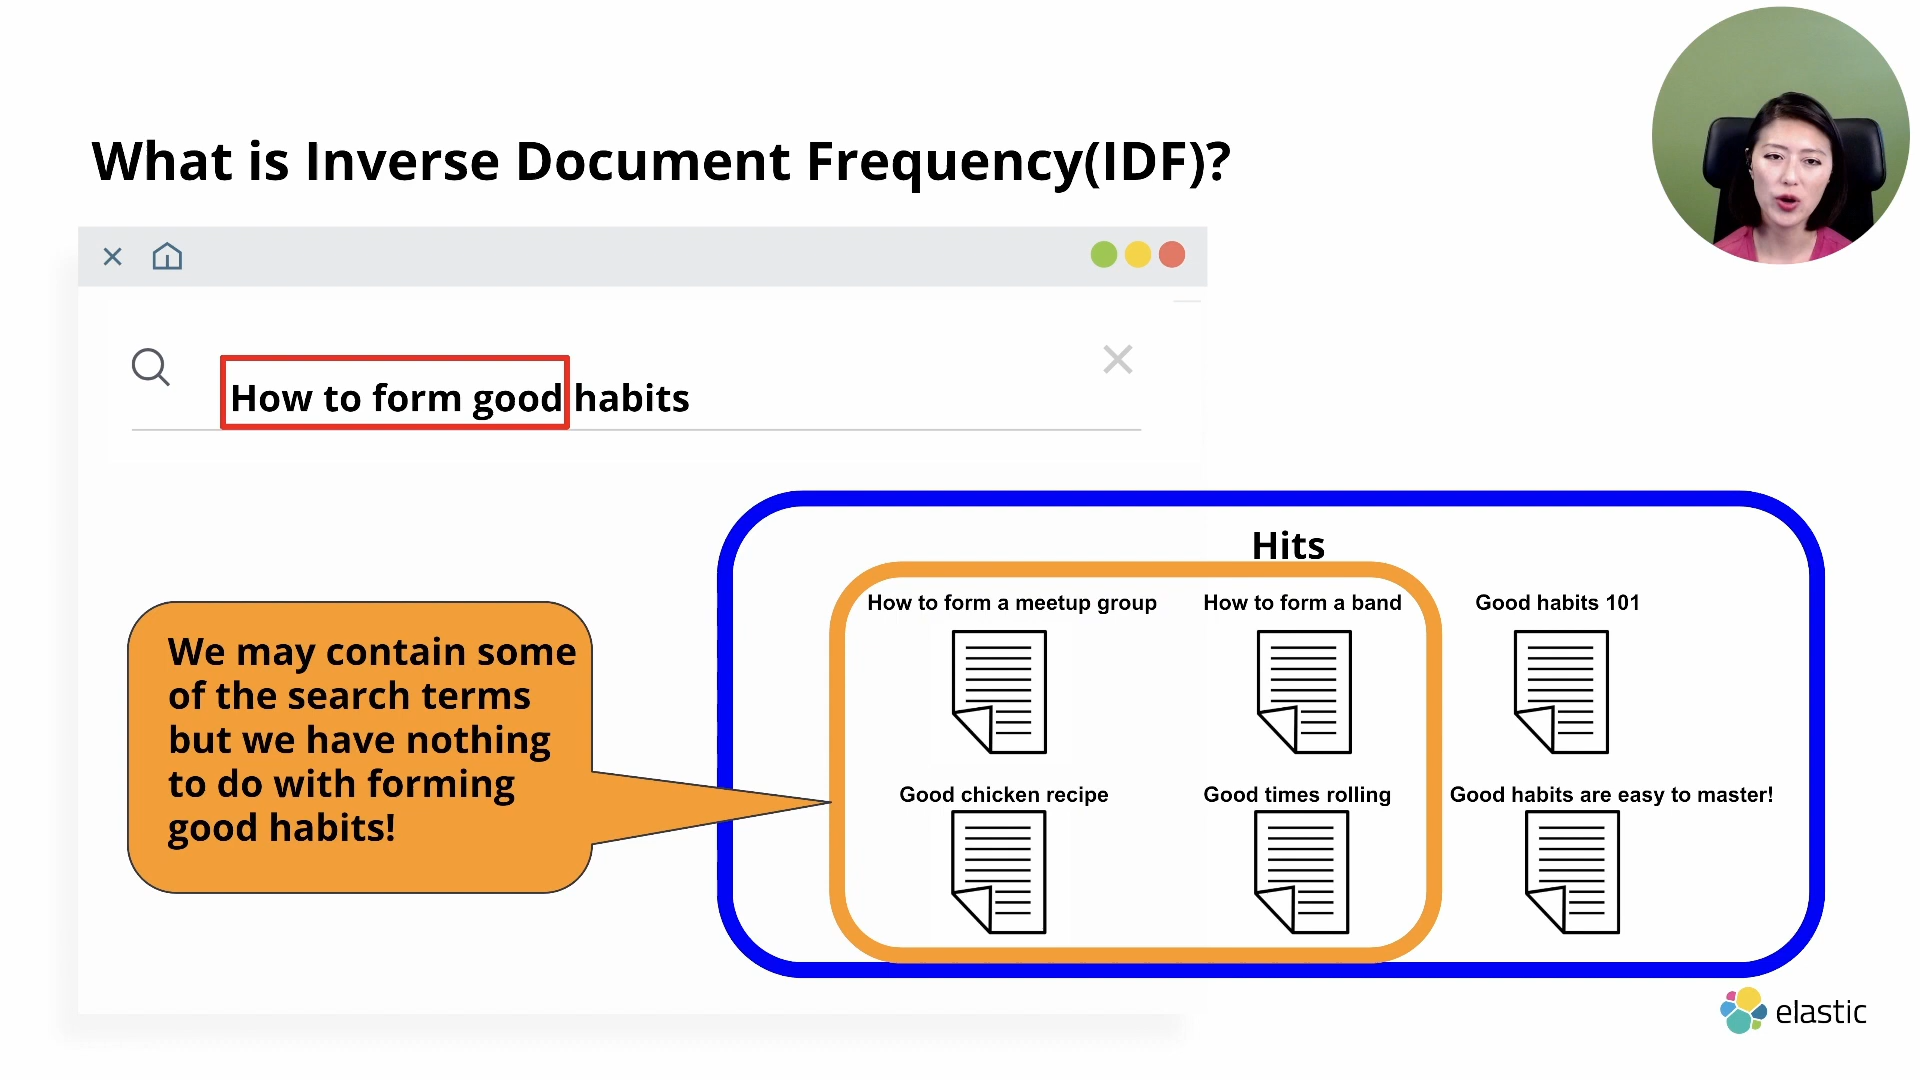 What is Inverse Document Frequency(IDF)?
How to form good habits
Hits
How to form a meetup group
How to form a band
Good habits 101
We may contain some
of the search terms
but we have nothing
to do with forming
good habits!
Good chicken recipe
Good times rolling
Good habits are easy to master!
elastic